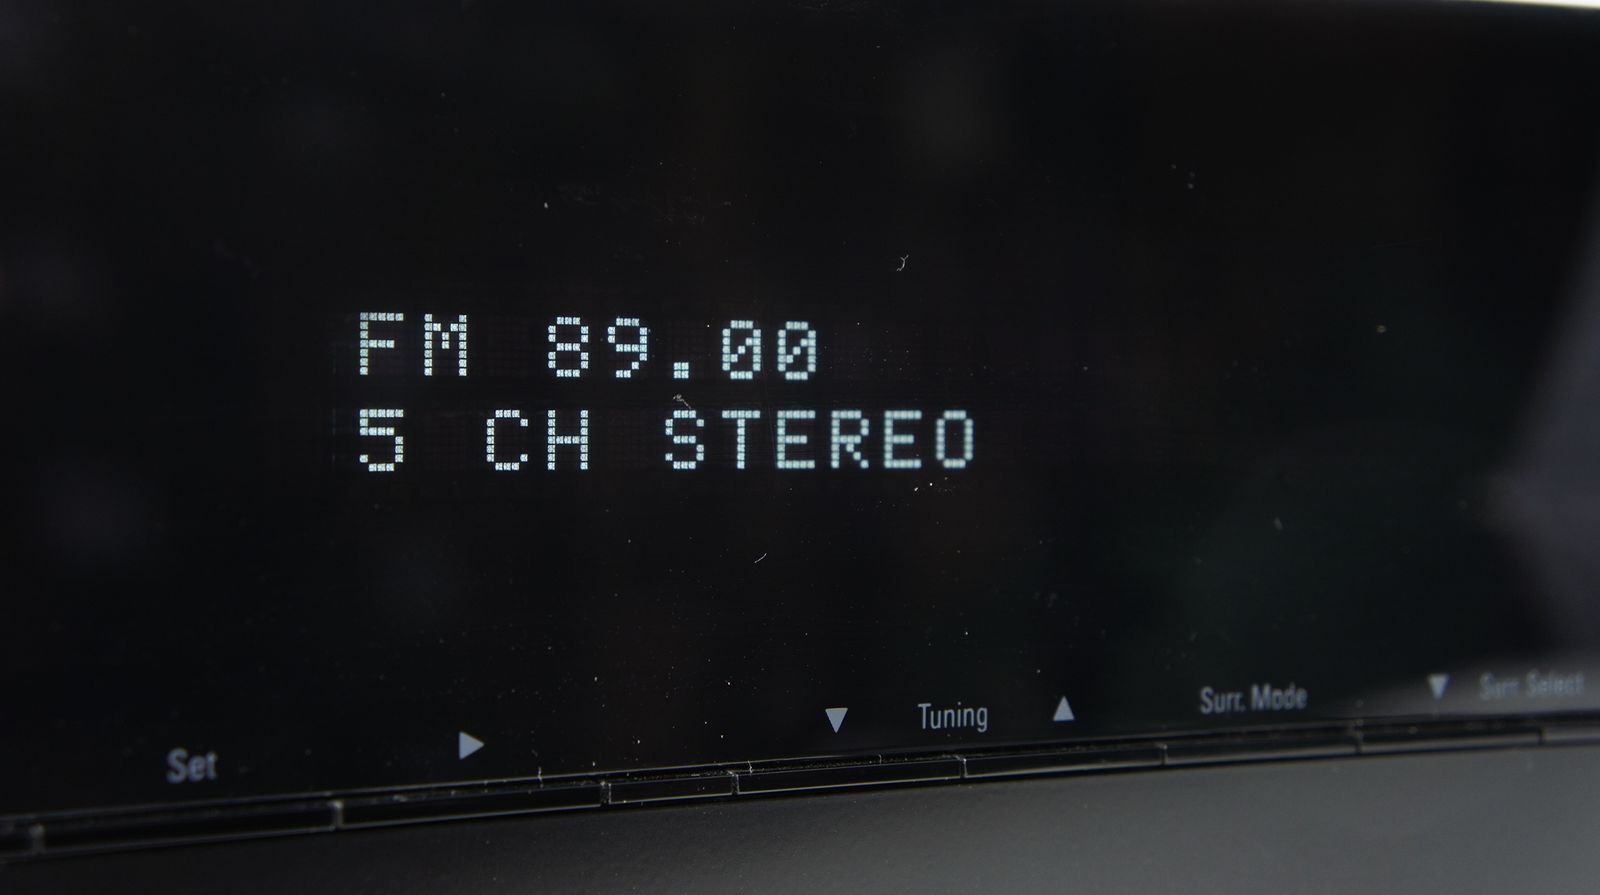 FM 89.00
5 CH STEREO
Set ▶ ▼ Tuning ▲ Surr. Mode ▼ Surr. Select